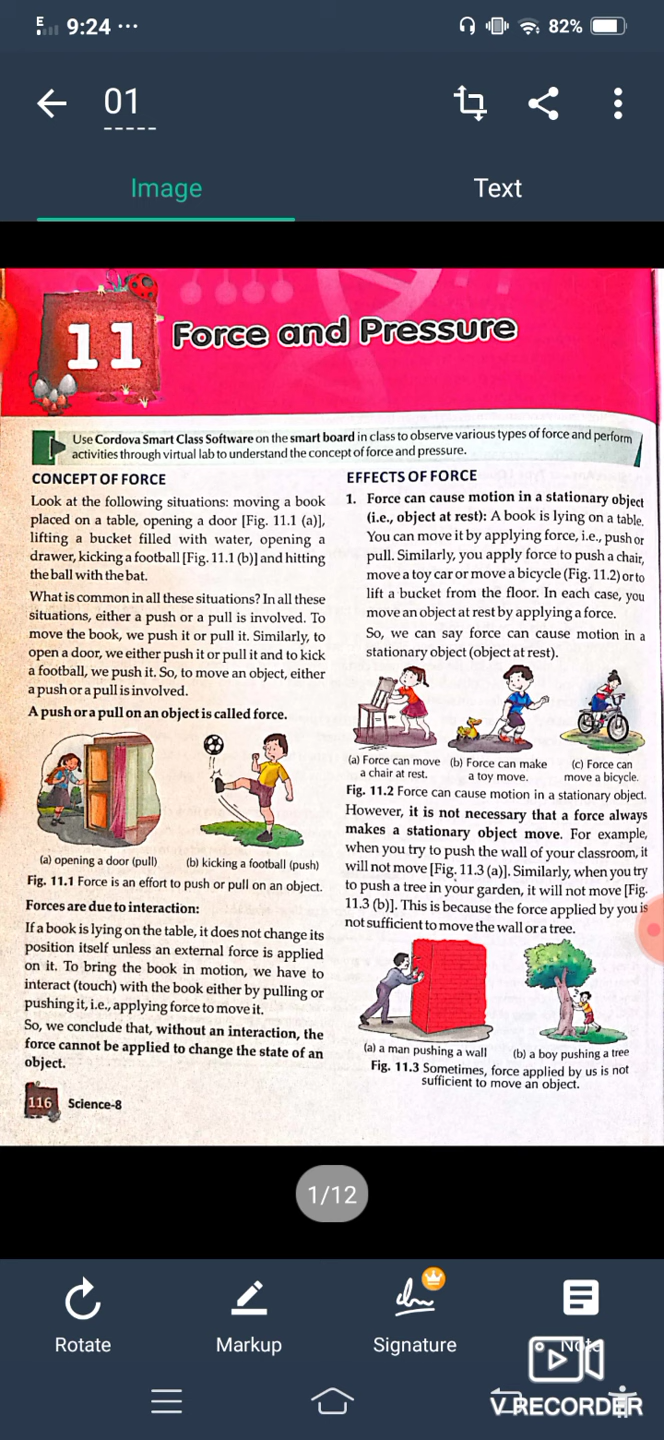 E
9:24 ...
82%
01
Image
Text
11 Force and Pressure
Use Cordova Smart Class Software on the smart board in class to observe various types of force and perform
activities through virtual lab to understand the concept of force and pressure.
CONCEPT OF FORCE
Look at the following situations: moving a book
placed on a table, opening a door [Fig. 11.1 (a)],
lifting a bucket filled with water, opening a
drawer, kicking a football [Fig. 11.1 (b)] and hitting
the ball with the bat.
What is common in all these situations? In all these
situations, either a push or a pull is involved. To
move the book, we push it or pull it. Similarly, to
open a door, we either push it or pull it and to kick
a football, we push it. So, to move an object, either
a push or a pull is involved.
A push or a pull on an object is called force.
(a) opening a door (pull)
(b) kicking a football (push)
Fig. 11.1 Force is an effort to push or pull on an object.
Forces are due to interaction:
If a book is lying on the table, it does not change its
position itself unless an external force is applied
on it. To bring the book in motion, we have to
interact (touch) with the book either by pulling or
pushing it, i.e., applying force to move it.
So, we conclude that, without an interaction, the
force cannot be applied to change the state of an
object.
116 Science-8
EFFECTS OF FORCE
1. Force can cause motion in a stationary object
(i.e., object at rest): A book is lying on a table.
You can move it by applying force, i.e., push or
pull. Similarly, you apply force to push a chair,
move a toy car or move a bicycle (Fig. 11.2) or to
lift a bucket from the floor. In each case, you
move an object at rest by applying a force.
So, we can say force can cause motion in a
stationary object (object at rest).
(a) Force can move
a chair at rest.
(b) Force can make
a toy move.
(c) Force can
move a bicycle.
Fig. 11.2 Force can cause motion in a stationary object.
However, it is not necessary that a force always
makes a stationary object move. For example,
when you try to push the wall of your classroom, it
will not move [Fig. 11.3 (a)]. Similarly, when you try
to push a tree in your garden, it will not move [Fig.
11.3 (b)]. This is because the force applied by you is
not sufficient to move the wall or a tree.
(a) a man pushing a wall
(b) a boy pushing a tree
Fig. 11.3 Sometimes, force applied by us is not
sufficient to move an object.
1/12
Rotate
Markup
Signature
Note
V RECORDER